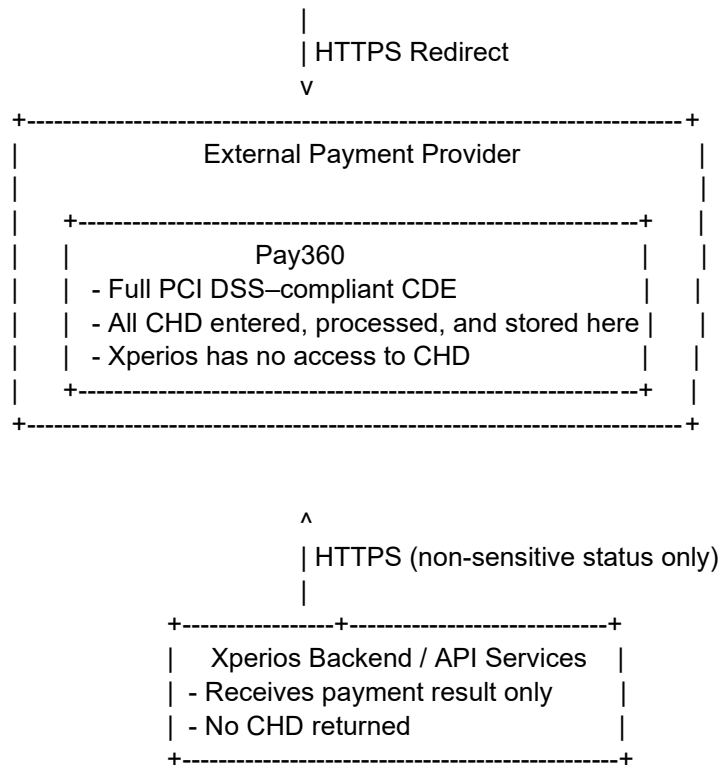 |
| HTTPS Redirect
v
+--------------------------------------------------------------------------+
| External Payment Provider |
| |
| +--------------------------------------------------------------+ |
| | Pay360 | |
| | - Full PCI DSS–compliant CDE | |
| | - All CHD entered, processed, and stored here | |
| | - Xperios has no access to CHD | |
| +--------------------------------------------------------------+ |
+--------------------------------------------------------------------------+
^
| HTTPS (non-sensitive status only)
|
+------------------+-----------------------------+
| Xperios Backend / API Services |
| - Receives payment result only |
| - No CHD returned |
+-------------------------------------------------+